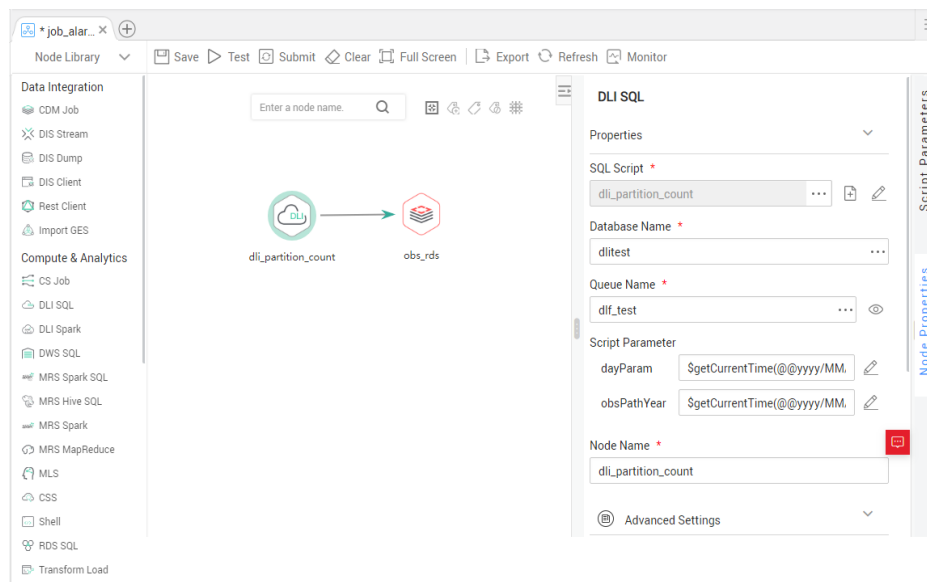 * job_alar... ×
Node Library
Save Test Submit Clear Full Screen Export Refresh Monitor
Data Integration
CDM Job
DIS Stream
DIS Dump
DIS Client
Rest Client
Import GES
Compute & Analytics
CS Job
DLI SQL
DLI Spark
DWS SQL
MRS Spark SQL
MRS Hive SQL
MRS Spark
MRS MapReduce
MLS
CSS
Shell
RDS SQL
Transform Load
Enter a node name.
DLI
dli_partition_count
obs_rds
DLI SQL
Properties
SQL Script *
dli_partition_count ...
Database Name *
dlitest ...
Queue Name *
dlf_test ...
Script Parameter
dayParam $getCurrentTime(@@yyyy/MM,
obsPathYear $getCurrentTime(@@yyyy/MM,
Node Name *
dli_partition_count
Advanced Settings
Script Parameters
Node Properties